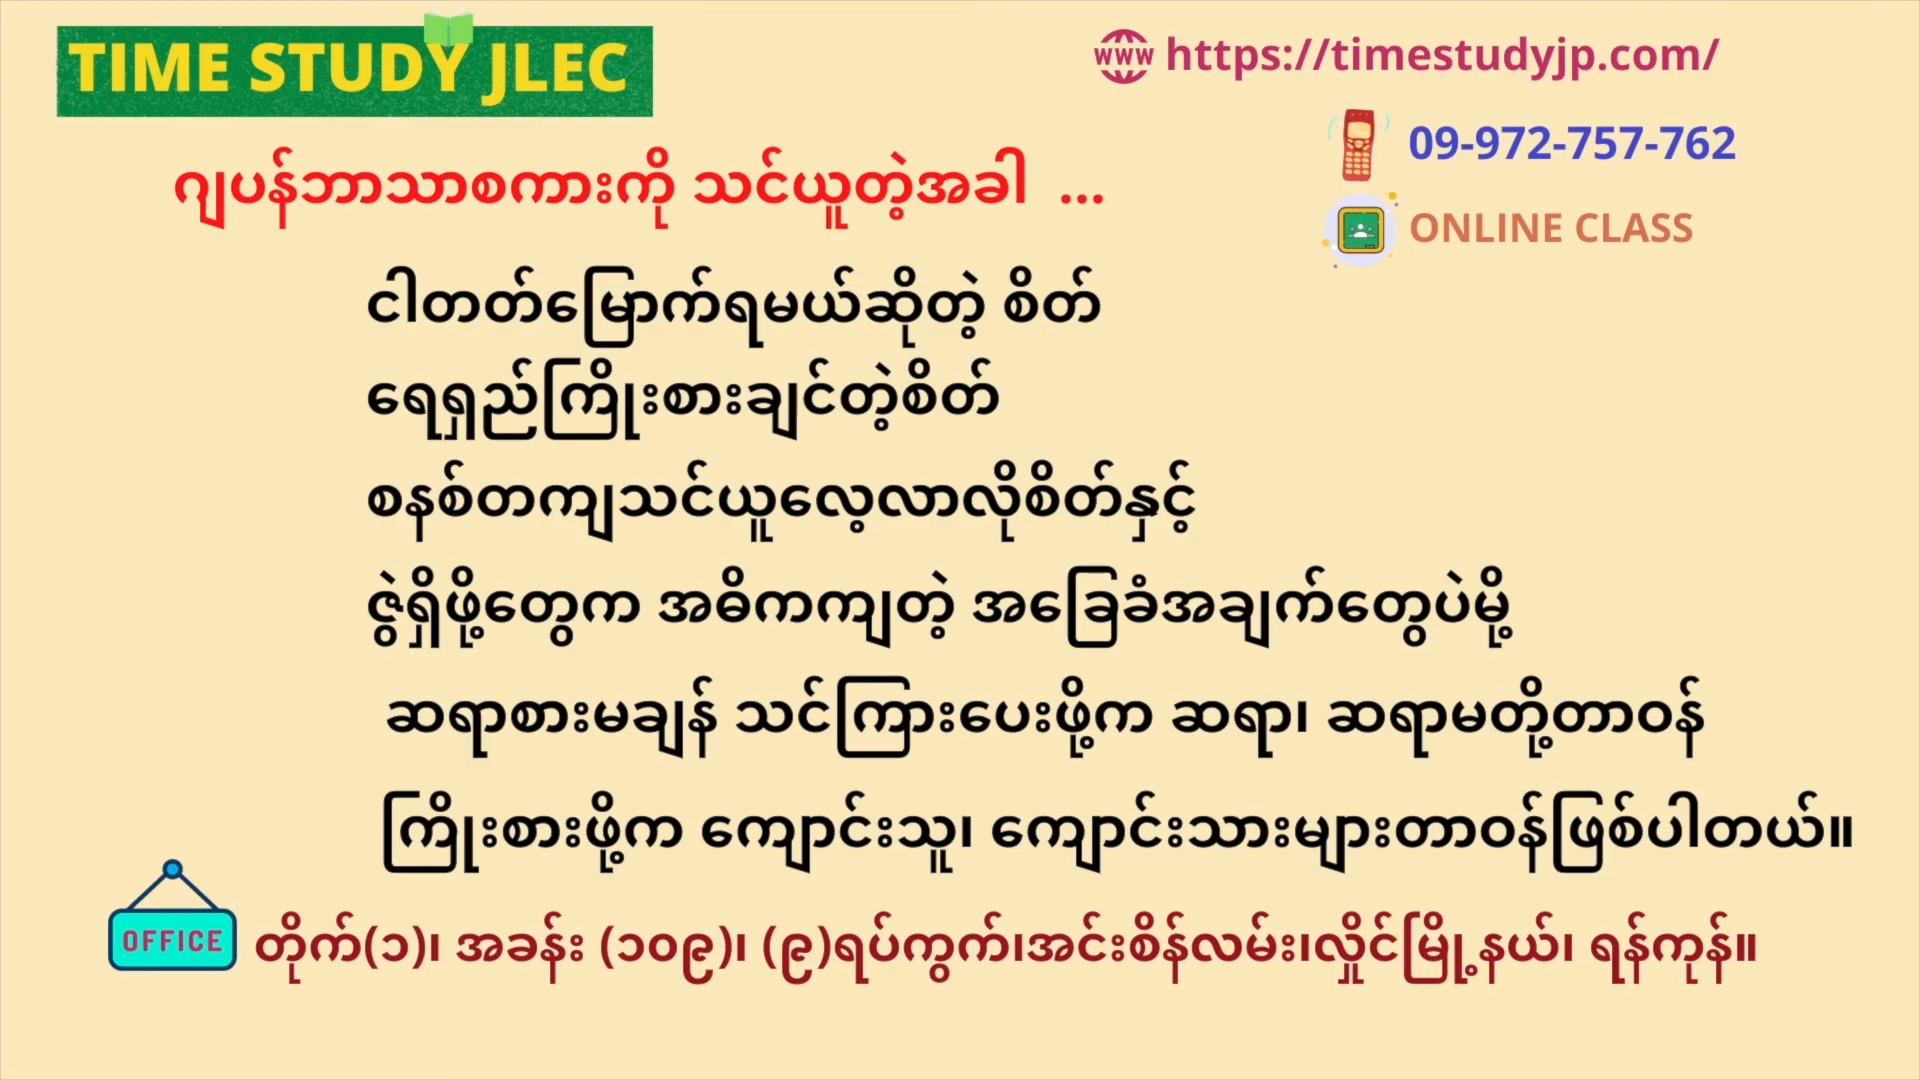 TIME STUDY JLEC
www https://timestudyjp.com/
09-972-757-762
ONLINE CLASS
ဂျပန်ဘာသာစကားကို သင်ယူတဲ့အခါ ...
ငါတတ်မြောက်ရမယ်ဆိုတဲ့ စိတ်
ရေရှည်ကြိုးစားချင်တဲ့စိတ်
စနစ်တကျသင်ယူလေ့လာလိုစိတ်နှင့်
ဇွဲရှိဖို့တွေက အဓိကကျတဲ့ အခြေခံအချက်တွေပဲမို့
ဆရာစားမချန် သင်ကြားပေးဖို့က ဆရာ၊ ဆရာမတို့တာဝန်
ကြိုးစားဖို့က ကျောင်းသူ၊ ကျောင်းသားများတာဝန်ဖြစ်ပါတယ်။
OFFICE တိုက်(၁)၊ အခန်း (၁၀၉)၊ (၉)ရပ်ကွက်၊အင်းစိန်လမ်း၊လှိုင်မြို့နယ်၊ ရန်ကုန်။